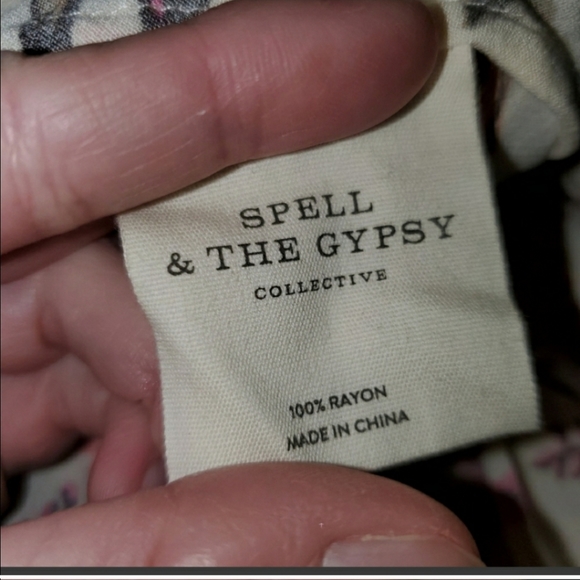 SPELL
& THE GYPSY
COLLECTIVE
100% RAYON
MADE IN CHINA